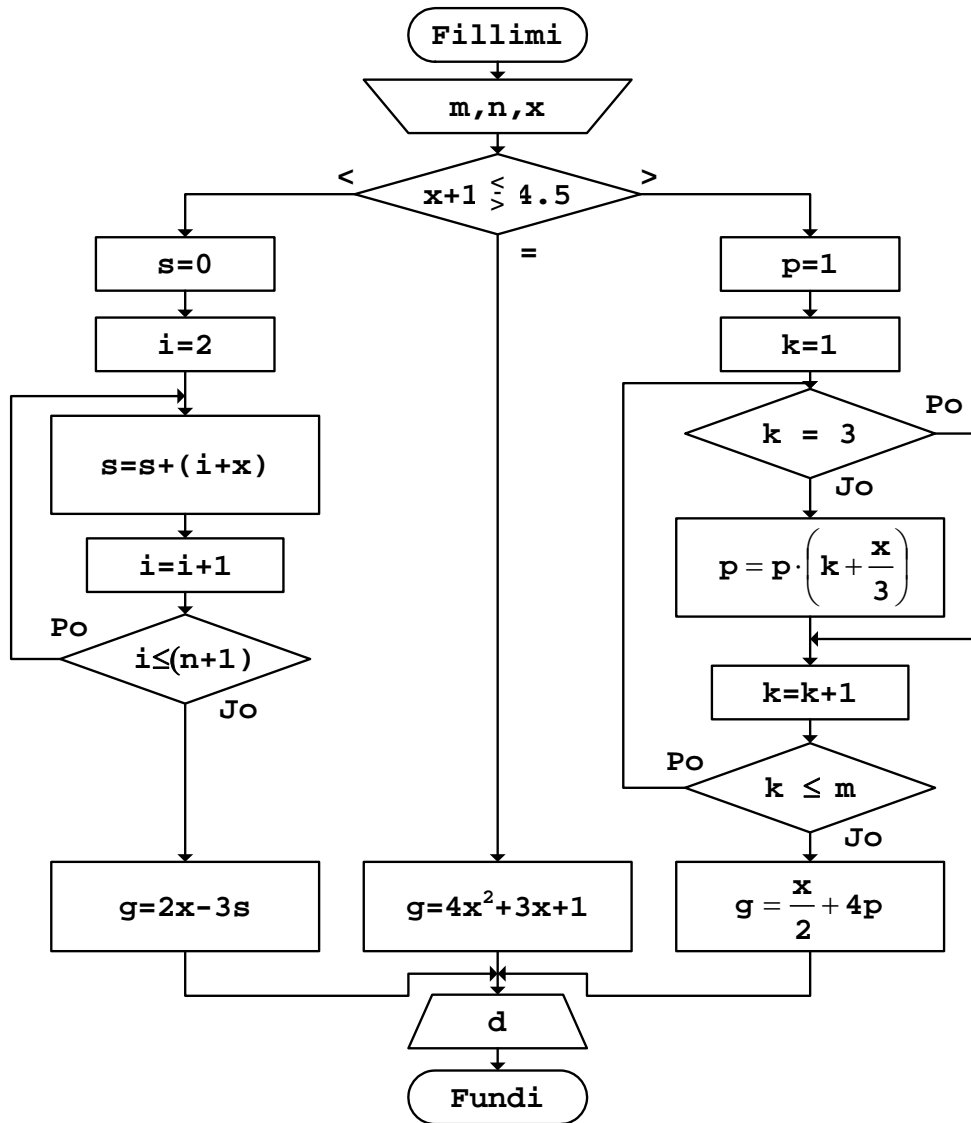 Fillimi
m,n,x
<
x+1 <=> 4.5
>
=
s=0
i=2
s=s+(i+x)
i=i+1
Po
i≤(n+1)
Jo
g=2x-3s
g=4x²+3x+1
p=1
k=1
Po
k = 3
Jo
p = p · (k + x/3)
k=k+1
Po
k ≤ m
Jo
g = x/2 + 4p
d
Fundi